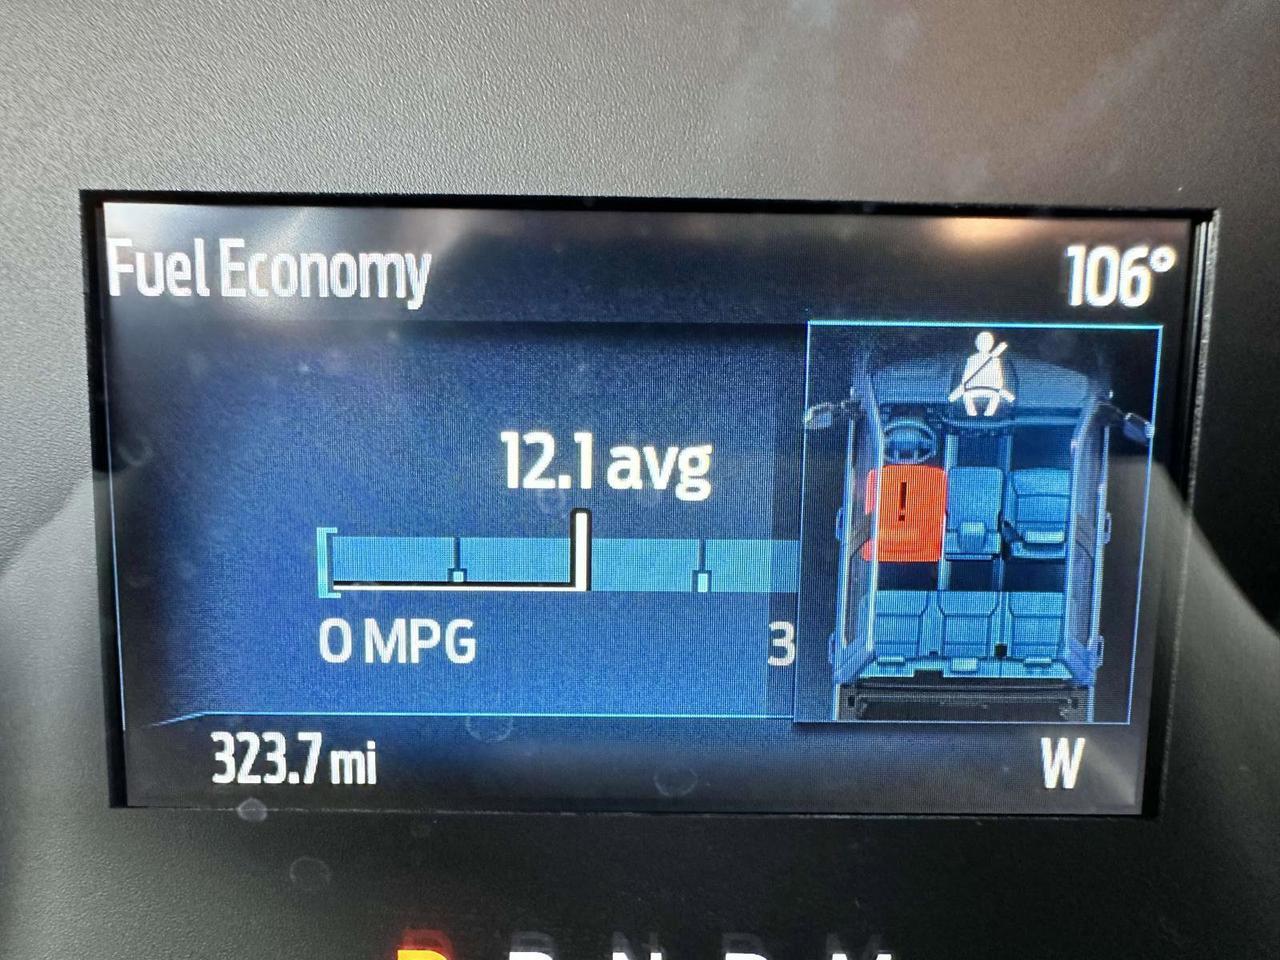 Fuel Economy 106°
12.1 avg
!
0 MPG 3
323.7 mi W
P R N D M